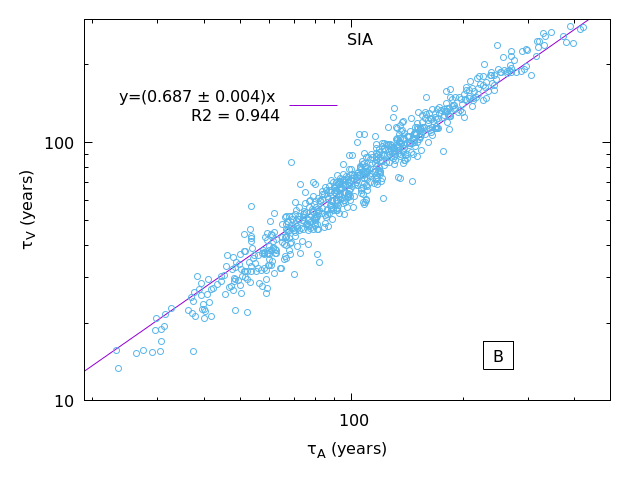 SIA
y=(0.687 ± 0.004)x
R2 = 0.944
100
τV (years)
B
10
100
τA (years)